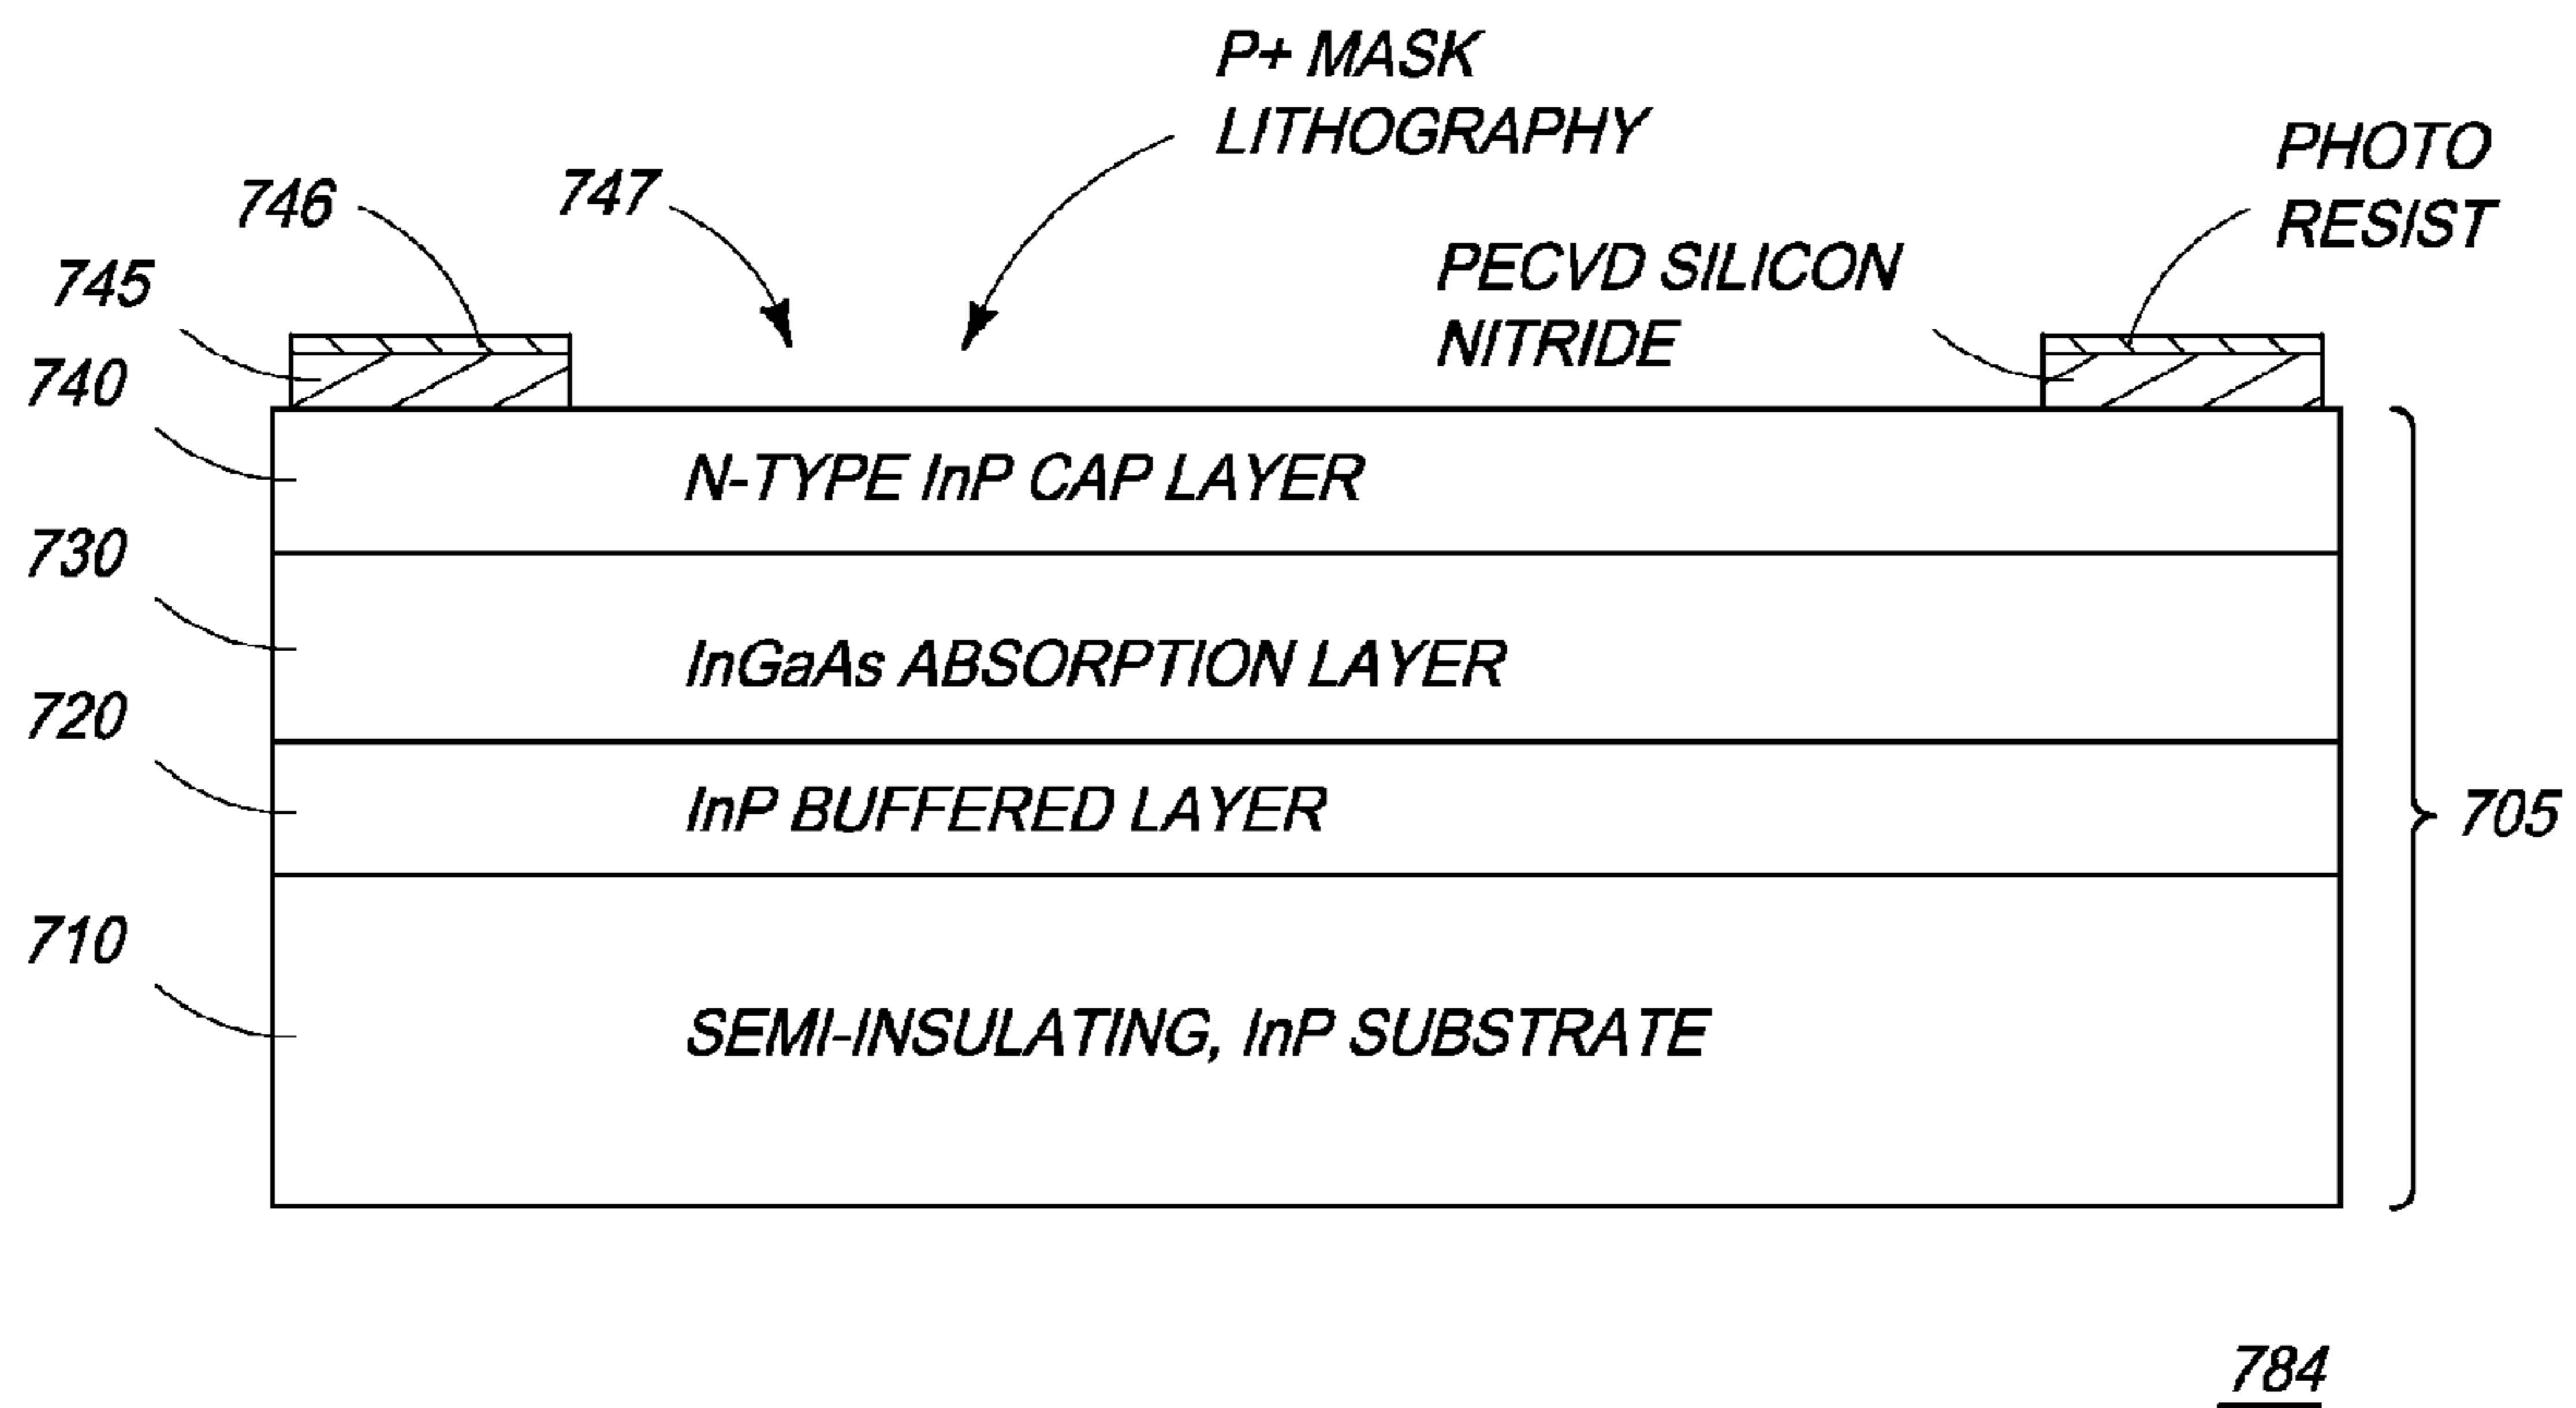 P+ MASK
LITHOGRAPHY
PHOTO
RESIST
746
747
PECVD SILICON
NITRIDE
745
740
N-TYPE InP CAP LAYER
730
InGaAs ABSORPTION LAYER
720
InP BUFFERED LAYER
705
710
SEMI-INSULATING, InP SUBSTRATE
784